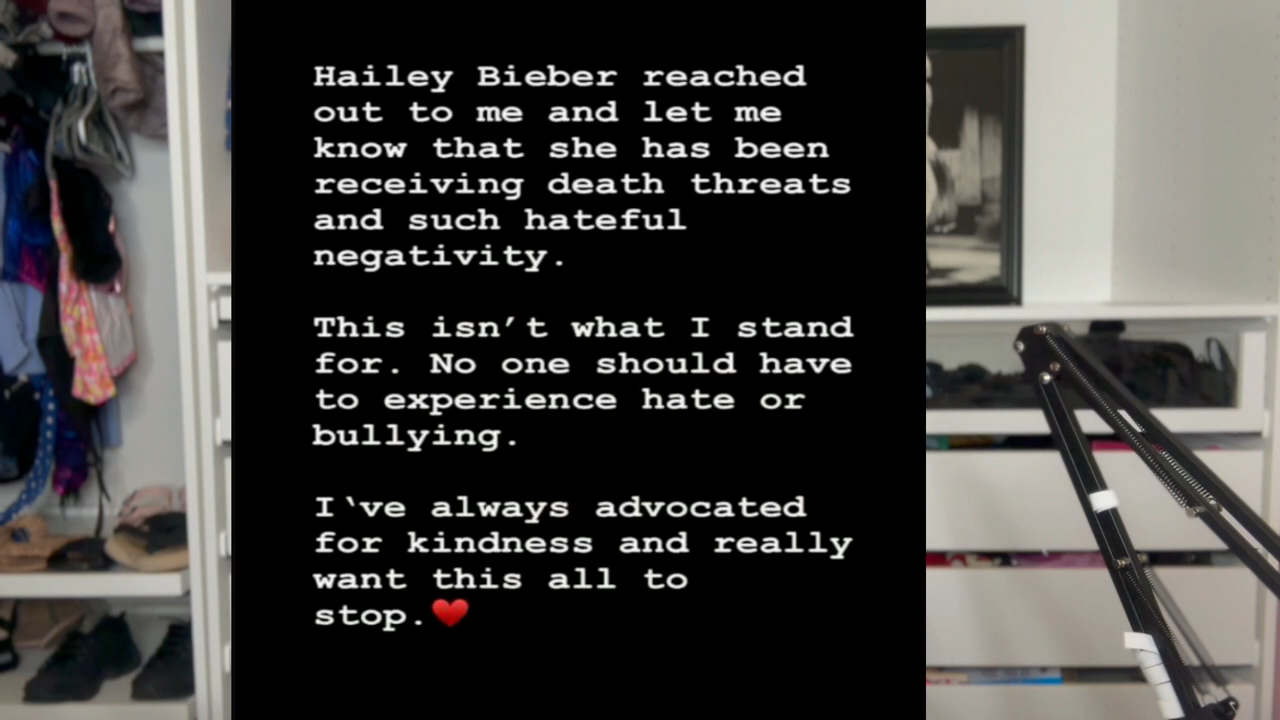 Hailey Bieber reached
out to me and let me
know that she has been
receiving death threats
and such hateful
negativity.
This isn’t what I stand
for. No one should have
to experience hate or
bullying.
I‵ve always advocated
for kindness and really
want this all to
stop.❤️